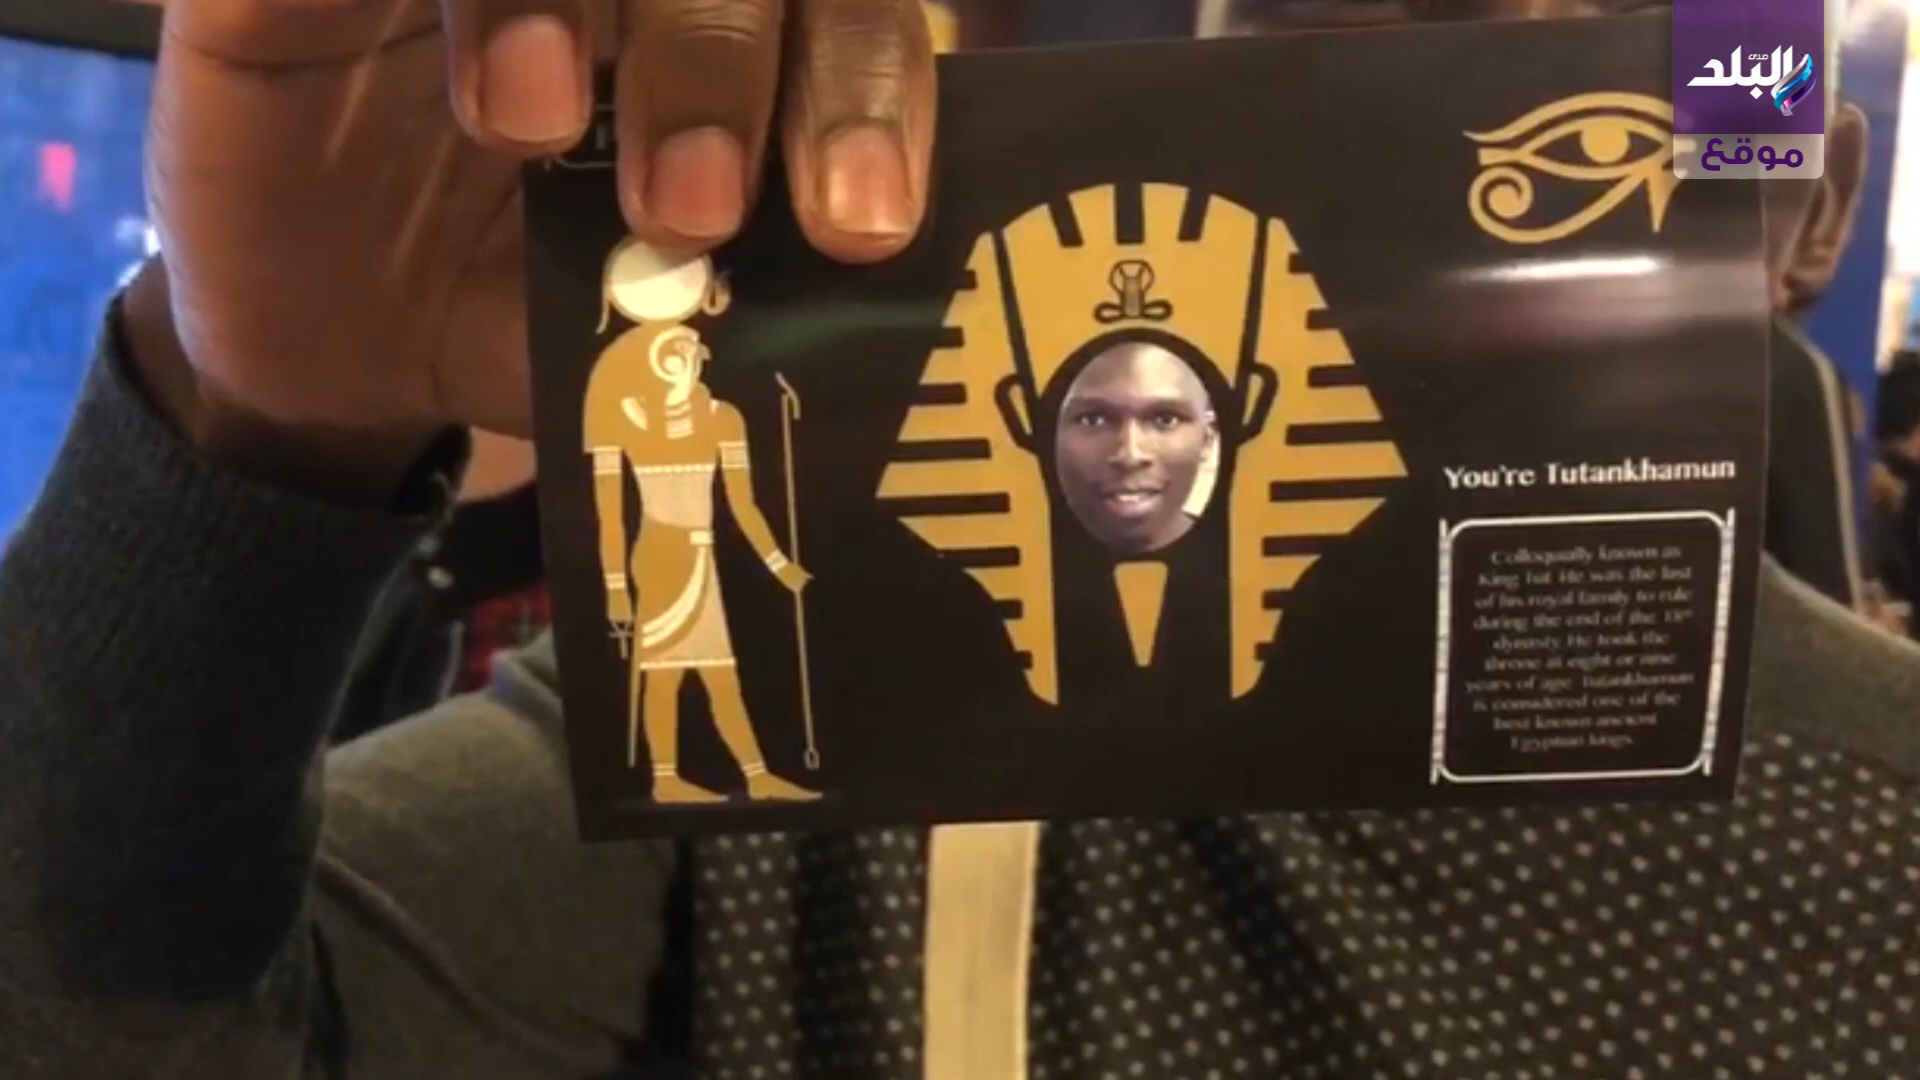 صدى
البلد
موقع
You're Tutankhamun
Colloqually known as
King Tut. He was the last
of his royal family to rule
during the end of the 18th
dynasty. He took the
throne at eight or nine
years of age. Tutankhamun
is considered one of the
best known ancient
Egyptian kings.